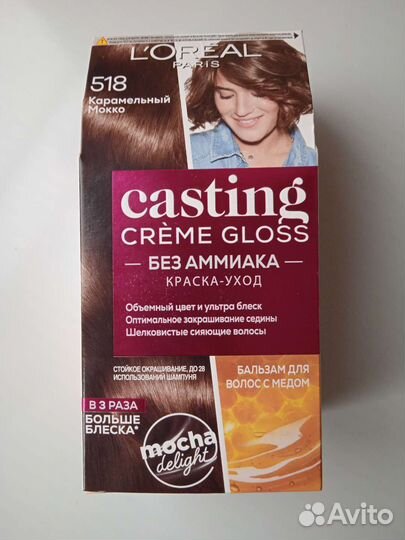 L'ORÉAL
PARIS
518
Карамельный
Мокко
casting
CRÈME GLOSS
— БЕЗ АММИАКА —
КРАСКА-УХОД
Объемный цвет и ультра блеск
Оптимальное закрашивание седины
Шелковистые сияющие волосы
СТОЙКОЕ ОКРАШИВАНИЕ, ДО 28
ИСПОЛЬЗОВАНИЙ ШАМПУНЯ
БАЛЬЗАМ ДЛЯ
ВОЛОС С МЕДОМ
В 3 РАЗА
БОЛЬШЕ
БЛЕСКА*
mocha
delight
Avito